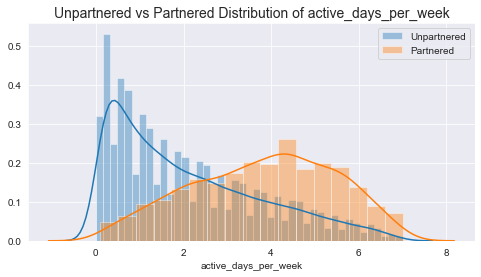 Unpartnered vs Partnered Distribution of active_days_per_week
Unpartnered
Partnered
0.5
0.4
0.3
0.2
0.1
0.0
0 2 4 6 8
active_days_per_week